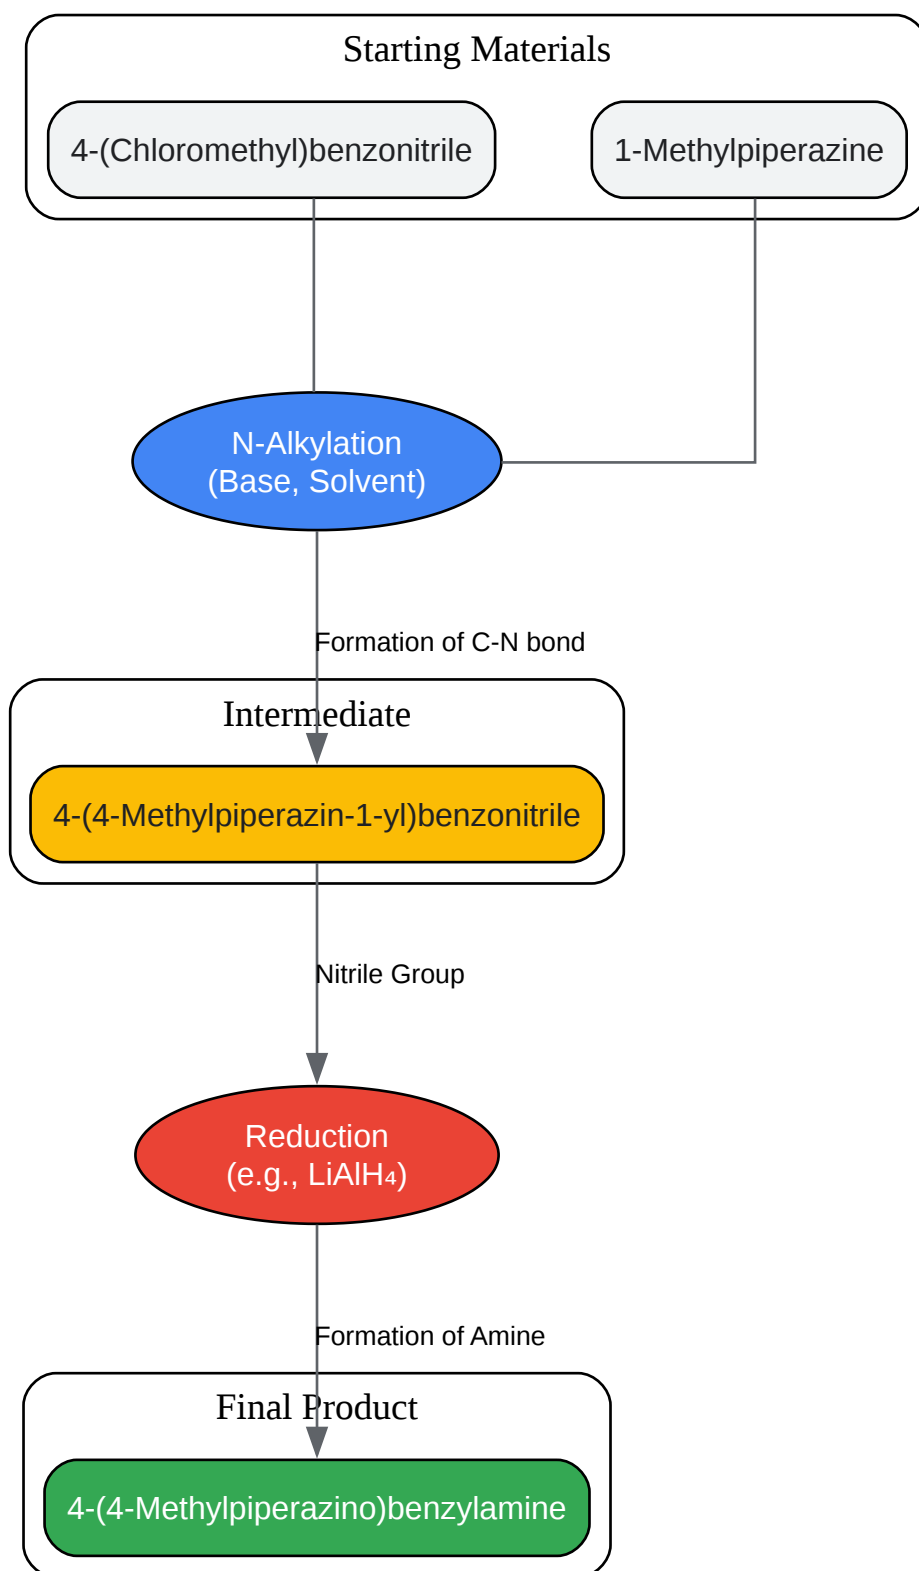 Starting Materials
4-(Chloromethyl)benzonitrile
1-Methylpiperazine
N-Alkylation
(Base, Solvent)
Formation of C-N bond
Intermediate
4-(4-Methylpiperazin-1-yl)benzonitrile
Nitrile Group
Reduction
(e.g., LiAlH₄)
Formation of Amine
Final Product
4-(4-Methylpiperazino)benzylamine